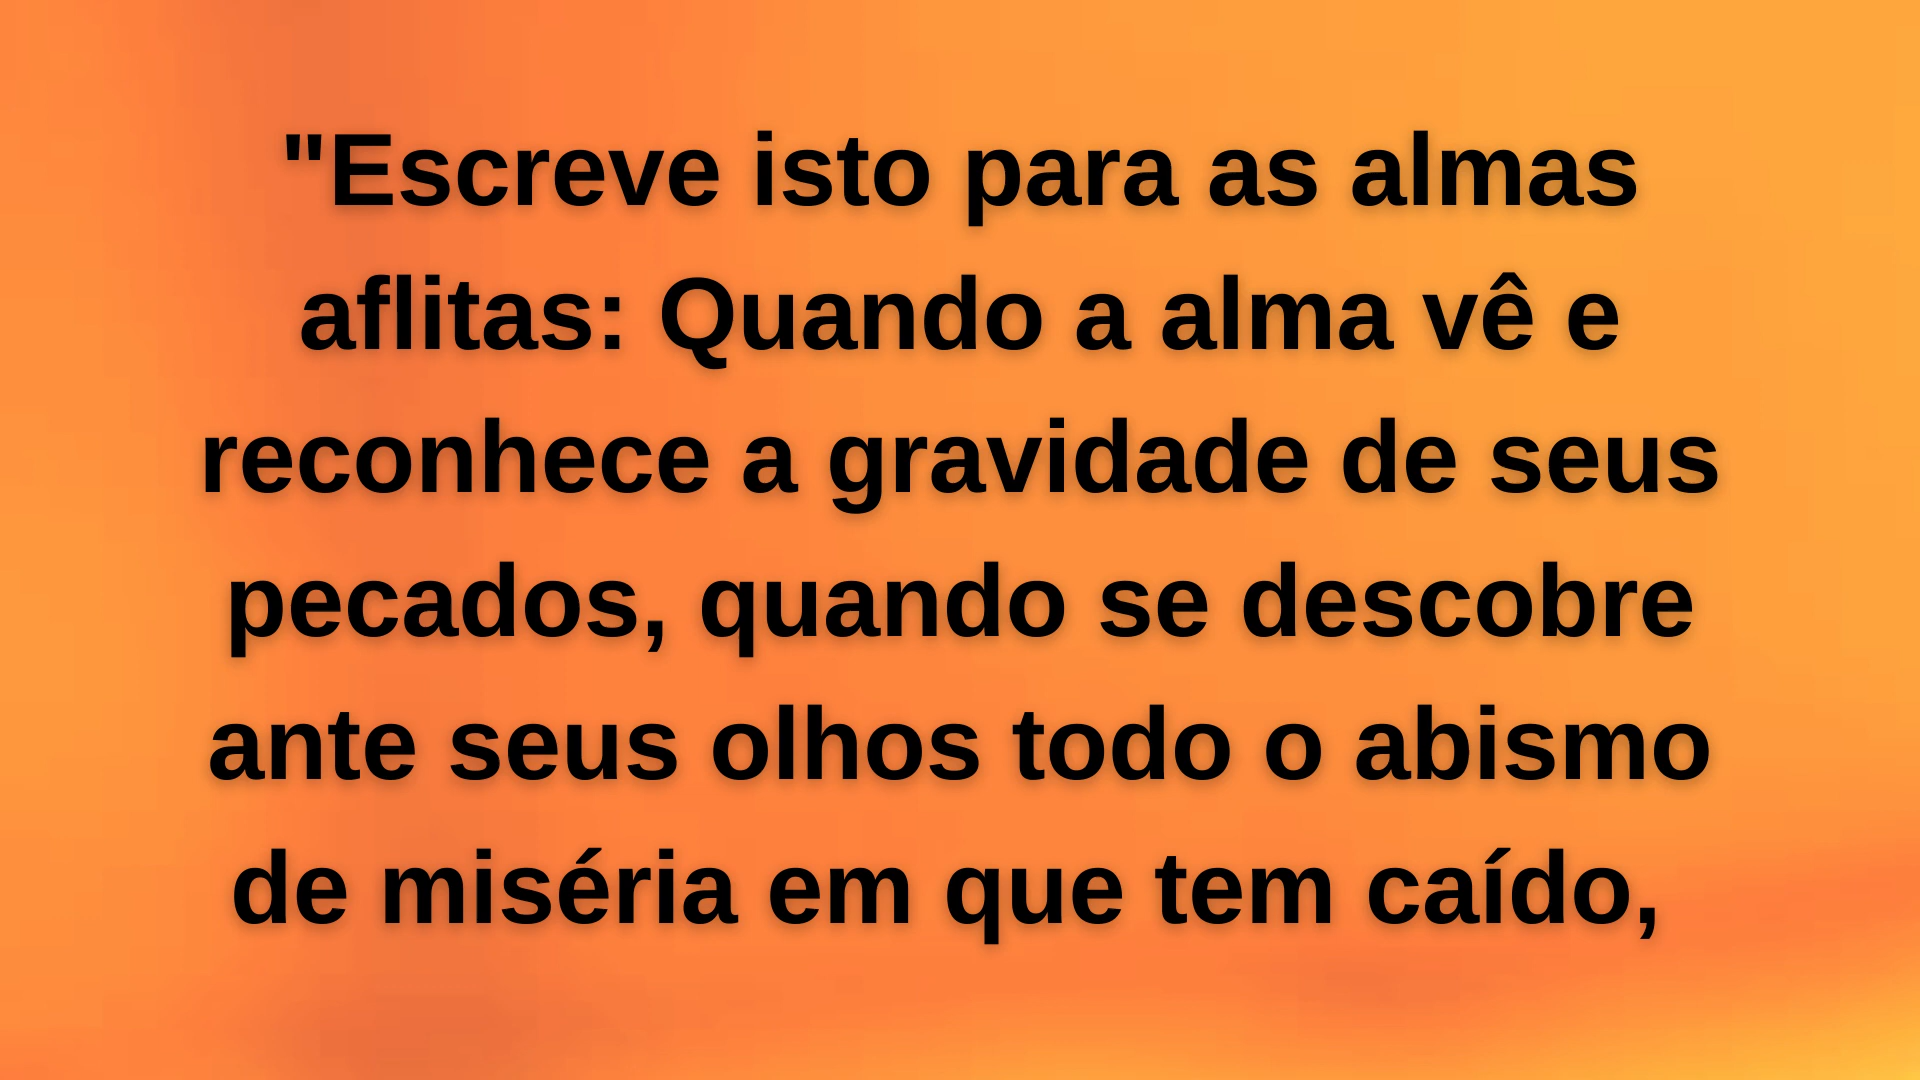 "Escreve isto para as almas
aflitas: Quando a alma vê e
reconhece a gravidade de seus
pecados, quando se descobre
ante seus olhos todo o abismo
de miséria em que tem caído,